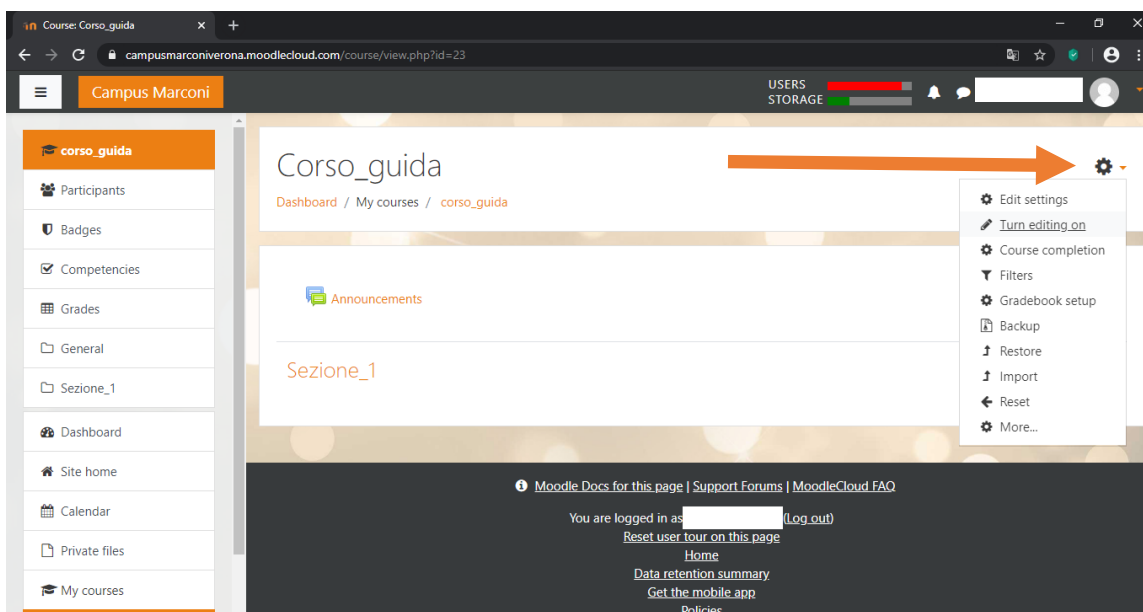 Course: Corso_guida
campusmarconiverona.moodlecloud.com/course/view.php?id=23
Campus Marconi
USERS
STORAGE
corso_guida
Participants
Badges
Competencies
Grades
General
Sezione_1
Dashboard
Site home
Calendar
Private files
My courses
Corso_guida
Dashboard / My courses / corso_guida
Edit settings
Turn editing on
Course completion
Filters
Gradebook setup
Backup
Restore
Import
Reset
More...
Announcements
Sezione_1
Moodle Docs for this page | Support Forums | MoodleCloud FAQ
You are logged in as (Log out)
Reset user tour on this page
Home
Data retention summary
Get the mobile app
Policies